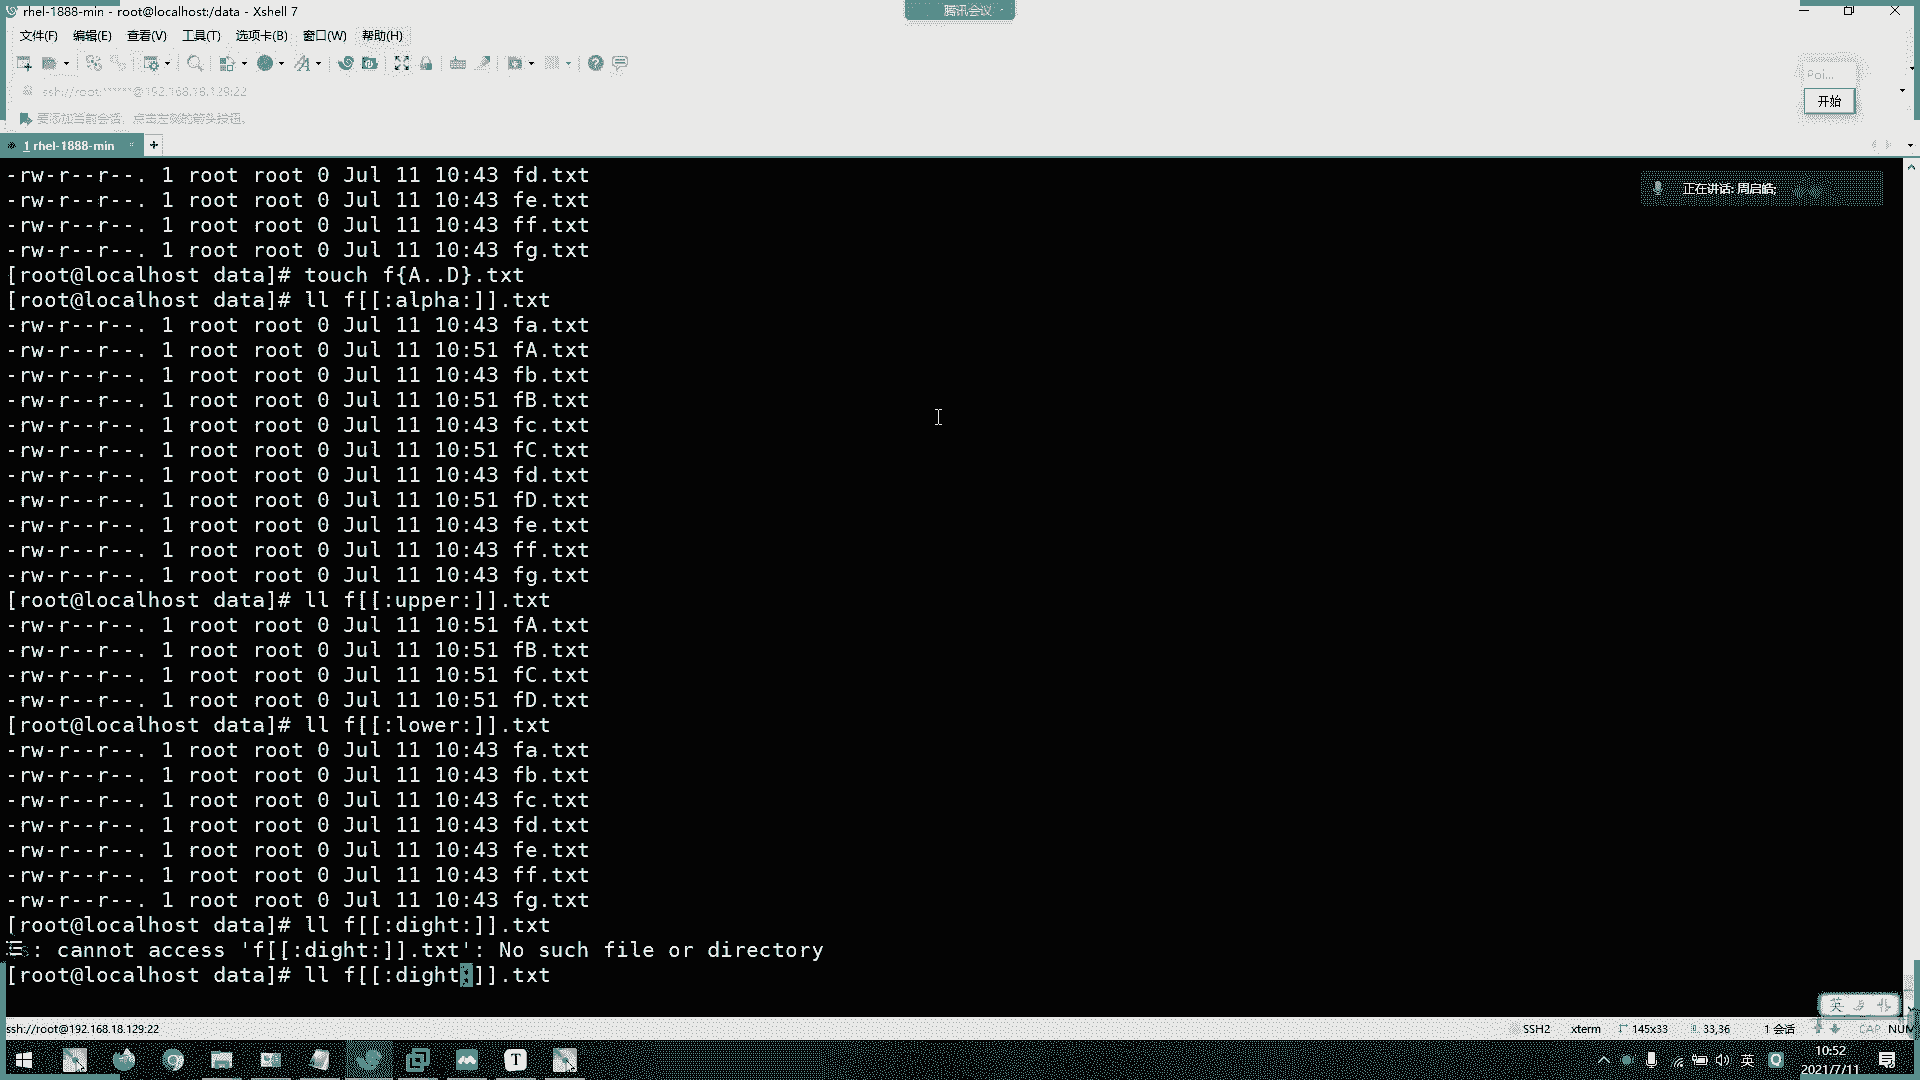 rhel-1888-min - root@localhost:/data - Xshell 7
腾讯会议
文件(F) 编辑(E) 查看(V) 工具(T) 选项卡(B) 窗口(W) 帮助(H)
Poi...
ssh://root:******@192.168.18.129:22
开始
要添加当前会话，点击左侧的箭头按钮。
1 rhel-1888-min
-rw-r--r--. 1 root root 0 Jul 11 10:43 fd.txt
正在讲话: 周启皓;
-rw-r--r--. 1 root root 0 Jul 11 10:43 fe.txt
-rw-r--r--. 1 root root 0 Jul 11 10:43 ff.txt
-rw-r--r--. 1 root root 0 Jul 11 10:43 fg.txt
[root@localhost data]# touch f{A..D}.txt
[root@localhost data]# ll f[[:alpha:]].txt
-rw-r--r--. 1 root root 0 Jul 11 10:43 fa.txt
-rw-r--r--. 1 root root 0 Jul 11 10:51 fA.txt
-rw-r--r--. 1 root root 0 Jul 11 10:43 fb.txt
-rw-r--r--. 1 root root 0 Jul 11 10:51 fB.txt
-rw-r--r--. 1 root root 0 Jul 11 10:43 fc.txt
-rw-r--r--. 1 root root 0 Jul 11 10:51 fC.txt
-rw-r--r--. 1 root root 0 Jul 11 10:43 fd.txt
-rw-r--r--. 1 root root 0 Jul 11 10:51 fD.txt
-rw-r--r--. 1 root root 0 Jul 11 10:43 fe.txt
-rw-r--r--. 1 root root 0 Jul 11 10:43 ff.txt
-rw-r--r--. 1 root root 0 Jul 11 10:43 fg.txt
[root@localhost data]# ll f[[:upper:]].txt
-rw-r--r--. 1 root root 0 Jul 11 10:51 fA.txt
-rw-r--r--. 1 root root 0 Jul 11 10:51 fB.txt
-rw-r--r--. 1 root root 0 Jul 11 10:51 fC.txt
-rw-r--r--. 1 root root 0 Jul 11 10:51 fD.txt
[root@localhost data]# ll f[[:lower:]].txt
-rw-r--r--. 1 root root 0 Jul 11 10:43 fa.txt
-rw-r--r--. 1 root root 0 Jul 11 10:43 fb.txt
-rw-r--r--. 1 root root 0 Jul 11 10:43 fc.txt
-rw-r--r--. 1 root root 0 Jul 11 10:43 fd.txt
-rw-r--r--. 1 root root 0 Jul 11 10:43 fe.txt
-rw-r--r--. 1 root root 0 Jul 11 10:43 ff.txt
-rw-r--r--. 1 root root 0 Jul 11 10:43 fg.txt
[root@localhost data]# ll f[[:dight:]].txt
: cannot access 'f[[:dight:]].txt': No such file or directory
[root@localhost data]# ll f[[:dight:]].txt
英
ssh://root@192.168.18.129:22 SSH2 xterm 145x33 33,36 1 会话 CAP NUM
英 10:52
2021/7/11